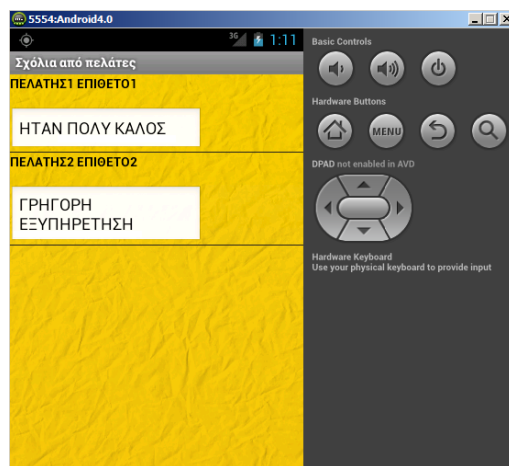 5554:Android4.0
3G 1:11
Σχόλια από πελάτες
ΠΕΛΑΤΗΣ1 ΕΠΙΘΕΤΟ1
ΗΤΑΝ ΠΟΛΥ ΚΑΛΟΣ
ΠΕΛΑΤΗΣ2 ΕΠΙΘΕΤΟ2
ΓΡΗΓΟΡΗ
ΕΞΥΠΗΡΕΤΗΣΗ
Basic Controls
Hardware Buttons
MENU
DPAD not enabled in AVD
Hardware Keyboard
Use your physical keyboard to provide input